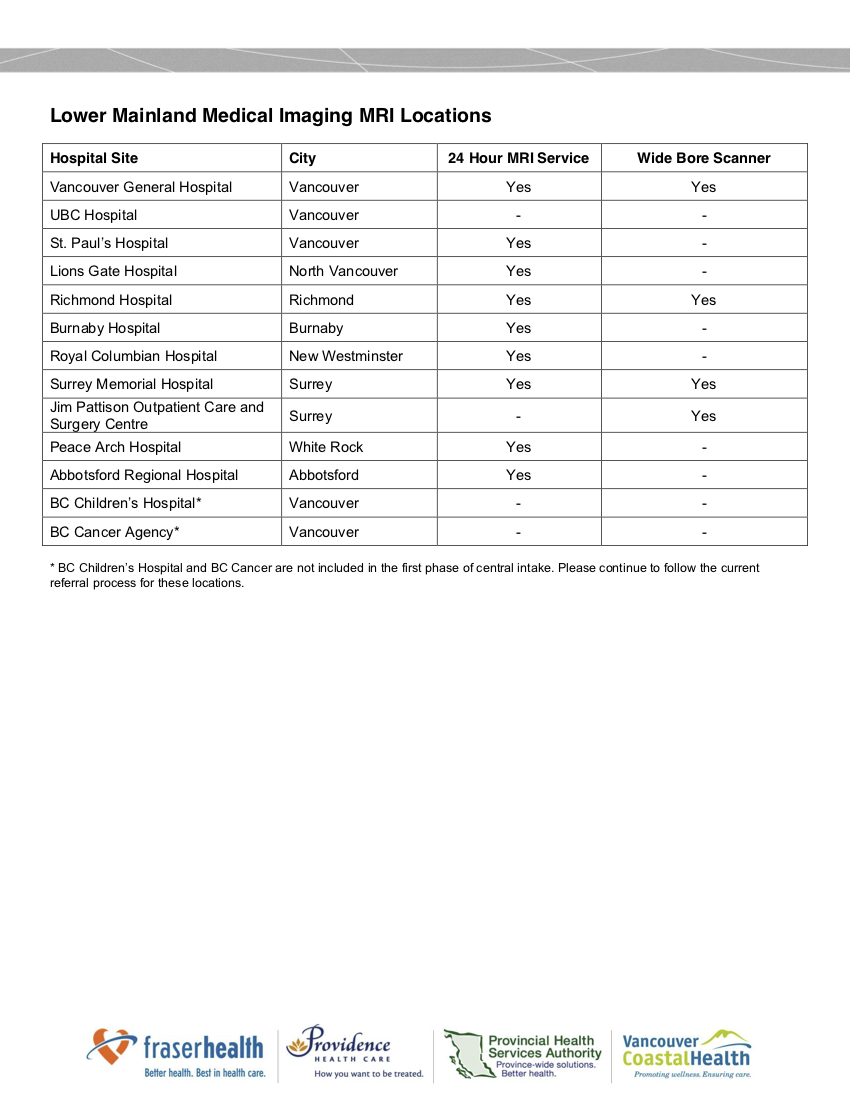 Lower Mainland Medical Imaging MRI Locations
Hospital Site City 24 Hour MRI Service Wide Bore Scanner
Vancouver General Hospital Vancouver Yes Yes
UBC Hospital Vancouver - -
St. Paul’s Hospital Vancouver Yes -
Lions Gate Hospital North Vancouver Yes -
Richmond Hospital Richmond Yes Yes
Burnaby Hospital Burnaby Yes -
Royal Columbian Hospital New Westminster Yes -
Surrey Memorial Hospital Surrey Yes Yes
Jim Pattison Outpatient Care and
Surgery Centre Surrey - Yes
Peace Arch Hospital White Rock Yes -
Abbotsford Regional Hospital Abbotsford Yes -
BC Children’s Hospital* Vancouver - -
BC Cancer Agency* Vancouver - -
* BC Children’s Hospital and BC Cancer are not included in the first phase of central intake. Please continue to follow the current
referral process for these locations.
fraserhealth
Better health. Best in health care.
Providence
HEALTH CARE
How you want to be treated.
Provincial Health
Services Authority
Province-wide solutions.
Better health.
Vancouver
CoastalHealth
Promoting wellness. Ensuring care.